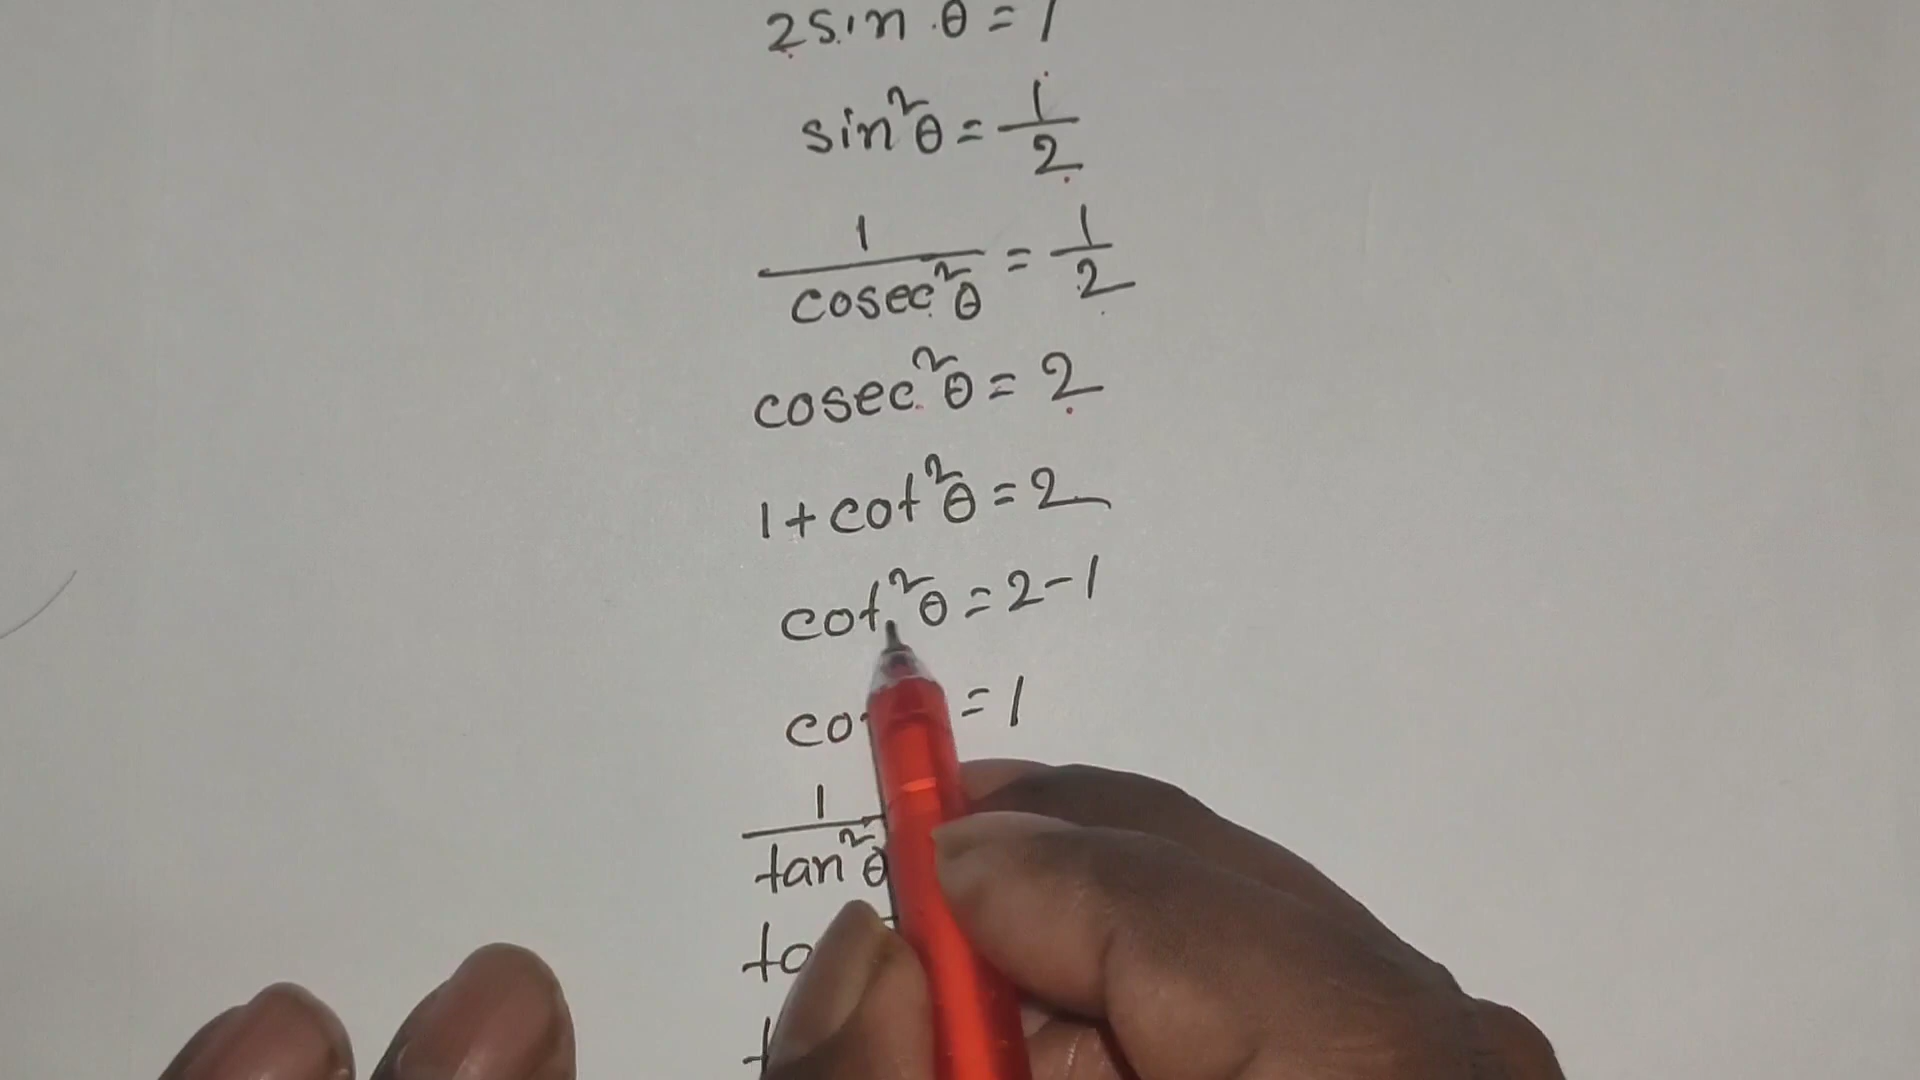 2sin θ = 1
sin²θ = 1/2
1/cosec²θ = 1/2
cosec²θ = 2
1 + cot²θ = 2
cot²θ = 2 - 1
= 1
1/tan²θ